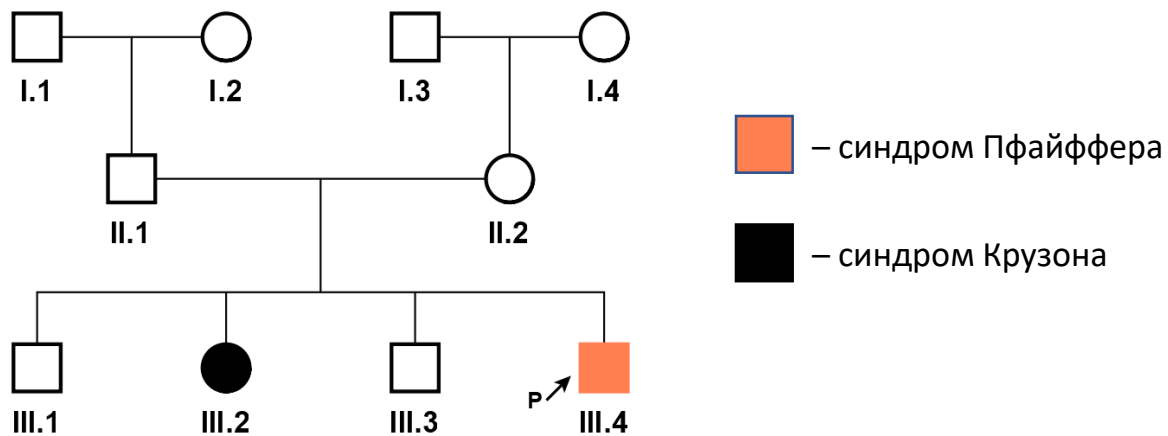 I.1 I.2 I.3 I.4
– синдром Пфайффера
II.1 II.2
– синдром Крузона
P
III.1 III.2 III.3 III.4